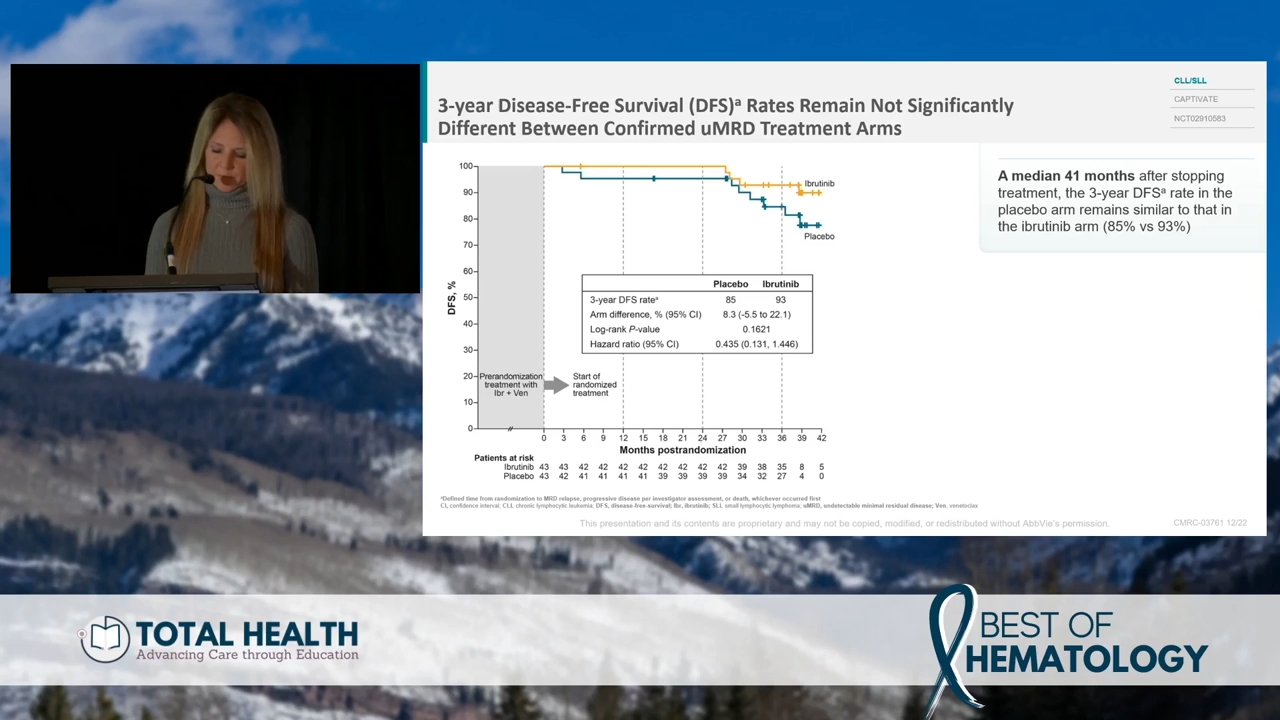 3-year Disease-Free Survival (DFS)ᵃ Rates Remain Not Significantly
Different Between Confirmed uMRD Treatment Arms
CLL/SLL
CAPTIVATE
NCT02910583
A median 41 months after stopping
treatment, the 3-year DFSᵃ rate in the
placebo arm remains similar to that in
the ibrutinib arm (85% vs 93%)
DFS, %
100
90
80
70
60
50
40
30
20
10
0
Ibrutinib
Placebo
Placebo Ibrutinib
3-year DFS rateᵃ 85 93
Arm difference, % (95% CI) 8.3 (-5.5 to 22.1)
Log-rank P-value 0.1621
Hazard ratio (95% CI) 0.435 (0.131, 1.446)
Prerandomization
treatment with
Ibr + Ven
Start of
randomized
treatment
0 3 6 9 12 15 18 21 24 27 30 33 36 39 42
Months postrandomization
Patients at risk
Ibrutinib 43 43 42 42 42 42 42 42 42 42 39 38 35 8 5
Placebo 43 42 41 41 41 41 39 39 39 39 34 32 27 4 0
ᵃDefined time from randomization to MRD relapse, progressive disease per investigator assessment, or death, whichever occurred first
CI, confidence interval; CLL chronic lymphocytic leukemia; DFS, disease-free survival; Ibr, ibrutinib; SLL small lymphocytic lymphoma; uMRD, undetectable minimal residual disease; Ven, venetoclax
This presentation and its contents are proprietary and may not be copied, modified, or redistributed without AbbVie's permission.
CMRC-03761 12/22
TOTAL HEALTH
Advancing Care through Education
BEST OF
HEMATOLOGY